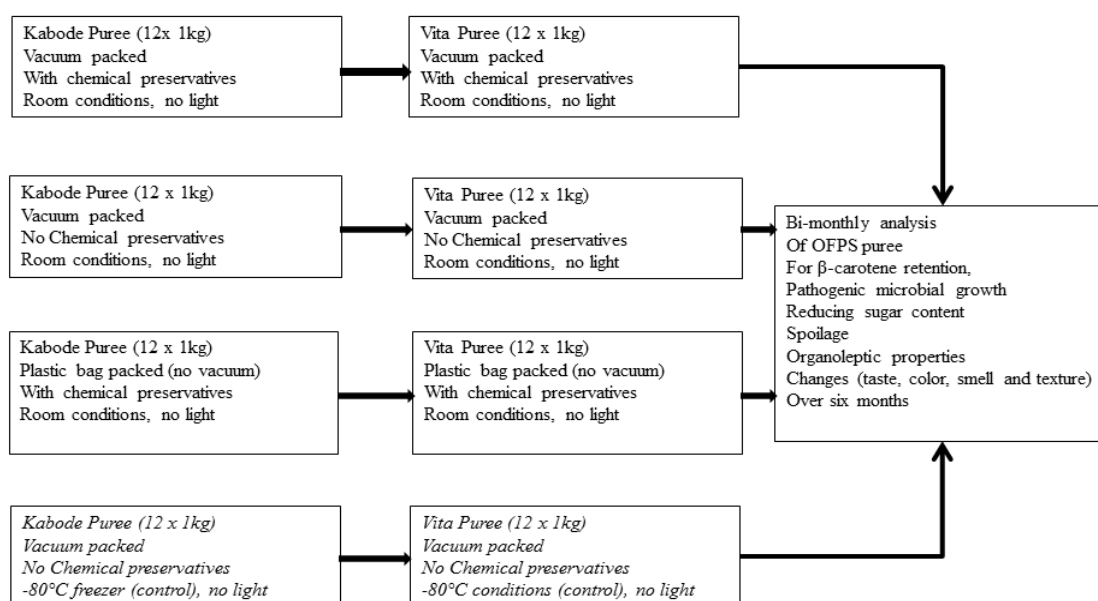 Kabode Puree (12x 1kg)
Vacuum packed
With chemical preservatives
Room conditions, no light
Vita Puree (12 x 1kg)
Vacuum packed
With chemical preservatives
Room conditions, no light
Kabode Puree (12 x 1kg)
Vacuum packed
No Chemical preservatives
Room conditions, no light
Vita Puree (12 x 1kg)
Vacuum packed
No Chemical preservatives
Room conditions, no light
Kabode Puree (12 x 1kg)
Plastic bag packed (no vacuum)
With chemical preservatives
Room conditions, no light
Vita Puree (12 x 1kg)
Plastic bag packed (no vacuum)
With chemical preservatives
Room conditions, no light
Kabode Puree (12 x 1kg)
Vacuum packed
No Chemical preservatives
-80°C freezer (control), no light
Vita Puree (12 x 1kg)
Vacuum packed
No Chemical preservatives
-80°C conditions (control), no light
Bi-monthly analysis
Of OFPS puree
For β-carotene retention,
Pathogenic microbial growth
Reducing sugar content
Spoilage
Organoleptic properties
Changes (taste, color, smell and texture)
Over six months